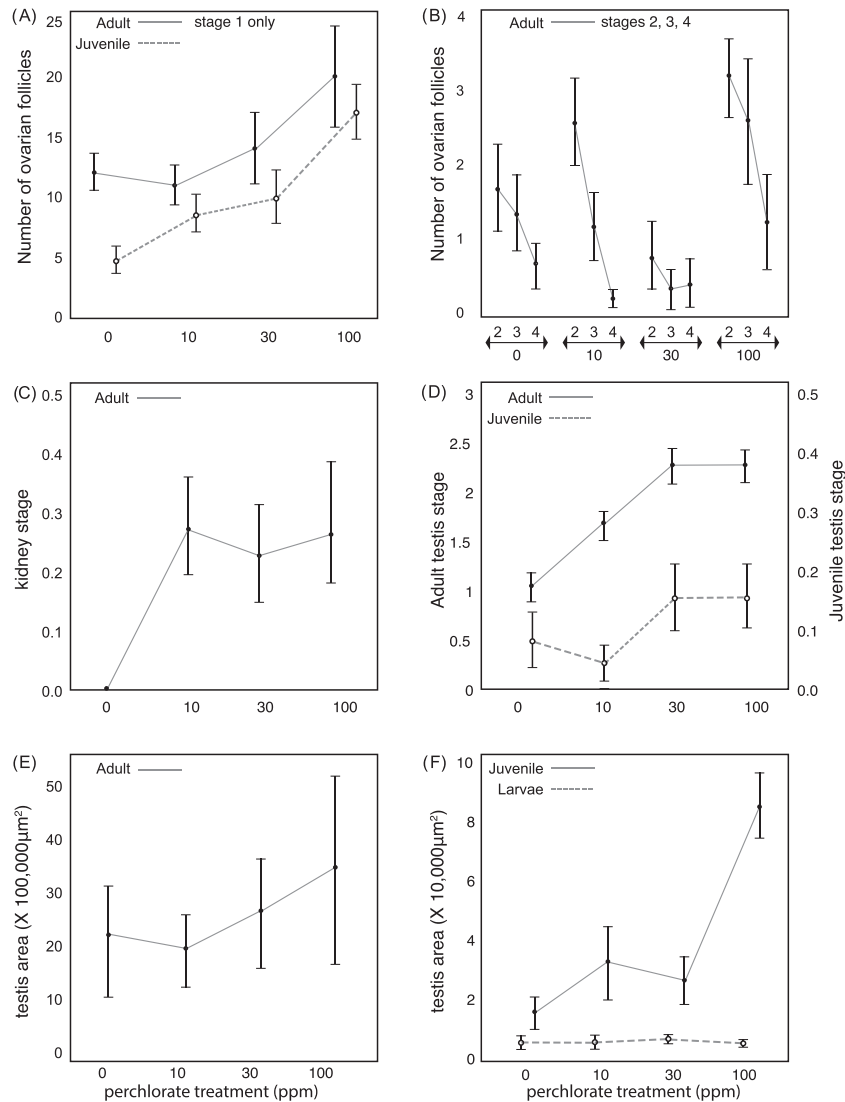 (A)
Adult stage 1 only
Juvenile
Number of ovarian follicles
25
20
15
10
5
0
0 10 30 100
(B)
Adult stages 2, 3, 4
Number of ovarian follicles
4
3
2
1
0
2 3 4 2 3 4 2 3 4 2 3 4
0 10 30 100
(C)
Adult
kidney stage
0.5
0.4
0.3
0.2
0.1
0.0
0 10 30 100
(D)
Adult
Juvenile
Adult testis stage
3
2.5
2
1.5
1
0.5
0
Juvenile testis stage
0.5
0.4
0.3
0.2
0.1
0.0
0 10 30 100
(E)
Adult
testis area (X 100,000µm²)
50
40
30
20
10
0
0 10 30 100
perchlorate treatment (ppm)
(F)
Juvenile
Larvae
testis area (X 10,000µm²)
10
8
6
4
2
0
0 10 30 100
perchlorate treatment (ppm)